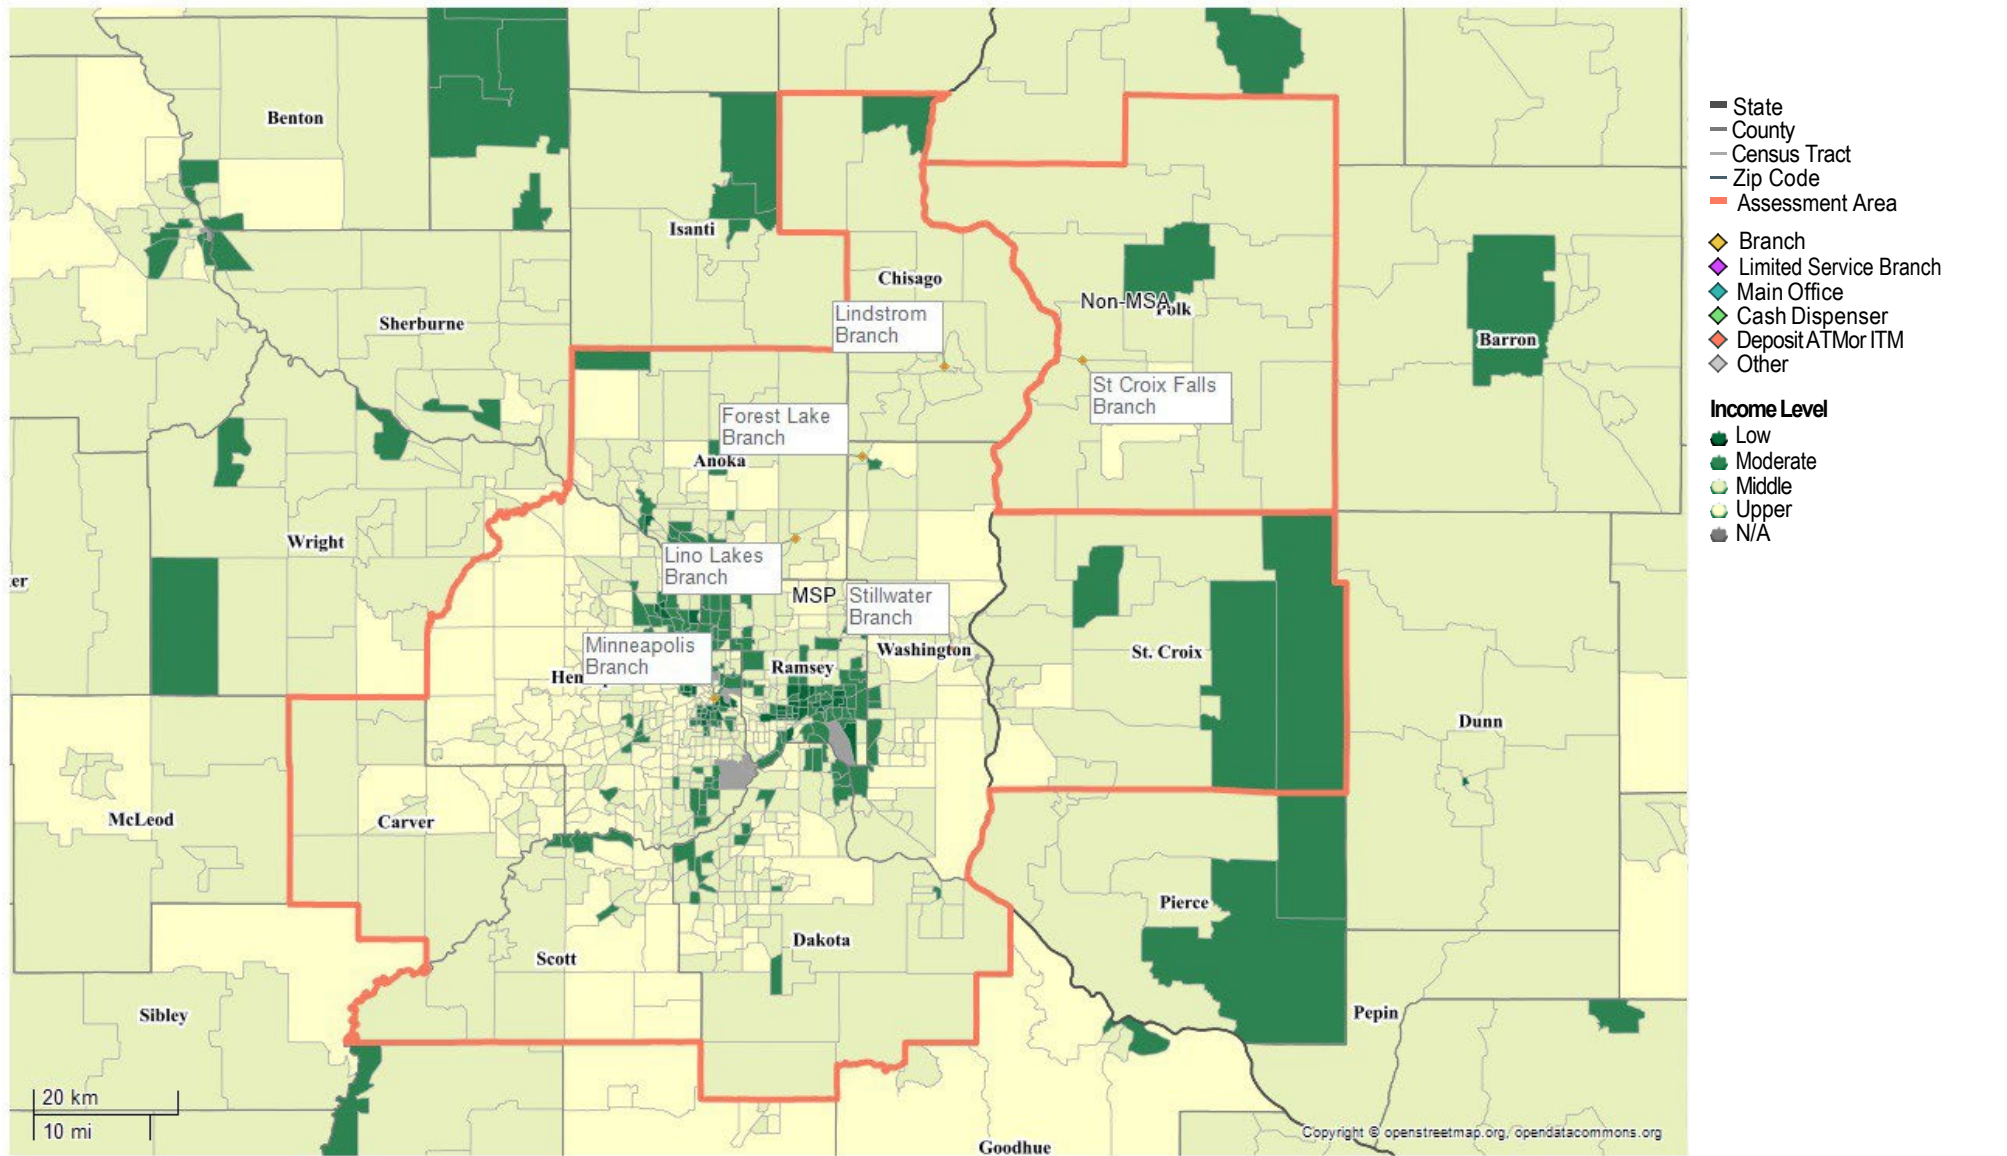 Benton
Isanti
Chisago
Lindstrom
Branch
Sherburne
Non-MSA
Polk
Barron
St Croix Falls
Branch
Forest Lake
Branch
Anoka
Wright
er
Lino Lakes
Branch
MSP
Stillwater
Branch
Minneapolis
Branch
Washington
Ramsey
St. Croix
Hen
Dunn
McLeod
Carver
Pierce
Dakota
Scott
Sibley
Pepin
Goodhue
20 km
10 mi
Copyright © openstreetmap.org, opendatacommons.org
State
County
Census Tract
Zip Code
Assessment Area
Branch
Limited Service Branch
Main Office
Cash Dispenser
Deposit ATMor ITM
Other
Income Level
Low
Moderate
Middle
Upper
N/A